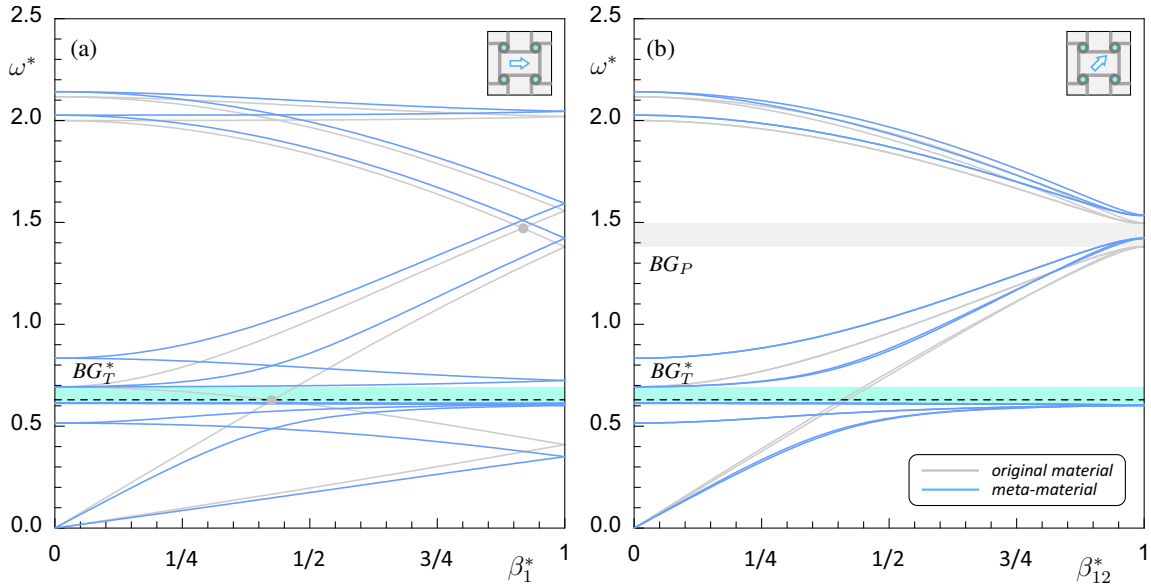 2.5
(a)
ω*
2.0
1.5
1.0
BG*T
0.5
0.0
0
1/4
1/2
3/4
1
β*1
2.5
(b)
ω*
2.0
1.5
BGP
1.0
BG*T
0.5
original material
meta-material
0.0
0
1/4
1/2
3/4
1
β*12